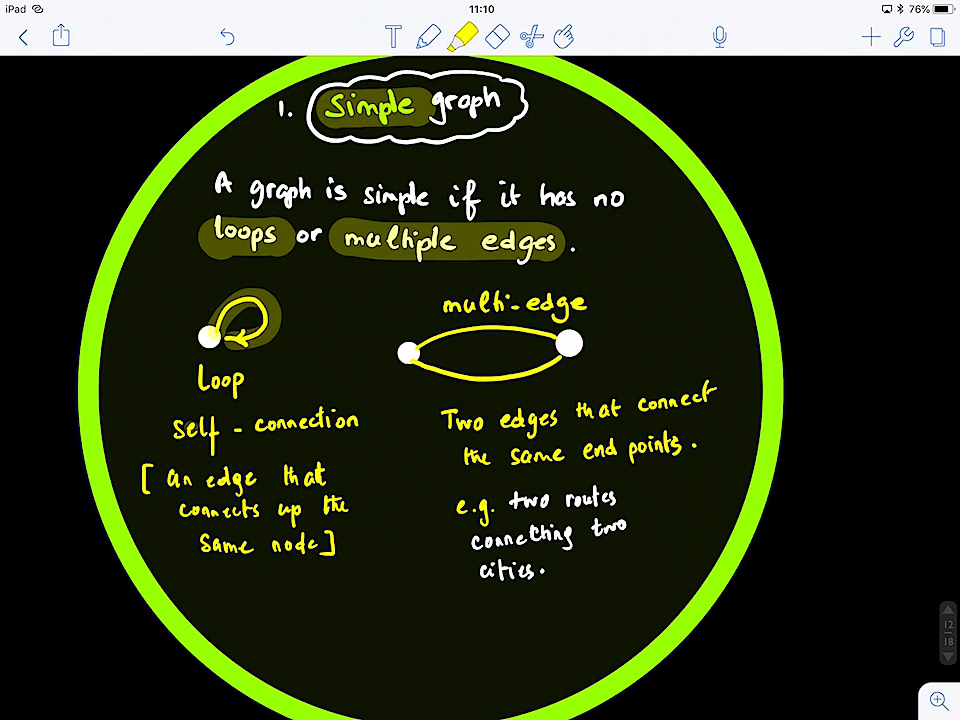 iPad
11:10
76%
1. Simple graph
A graph is simple if it has no
loops or multiple edges.
multi-edge
Loop
Self - connection
[ an edge that
connects up the
same node]
Two edges that connect
the same end points.
e.g. two routes
connecting two
cities.
12
18